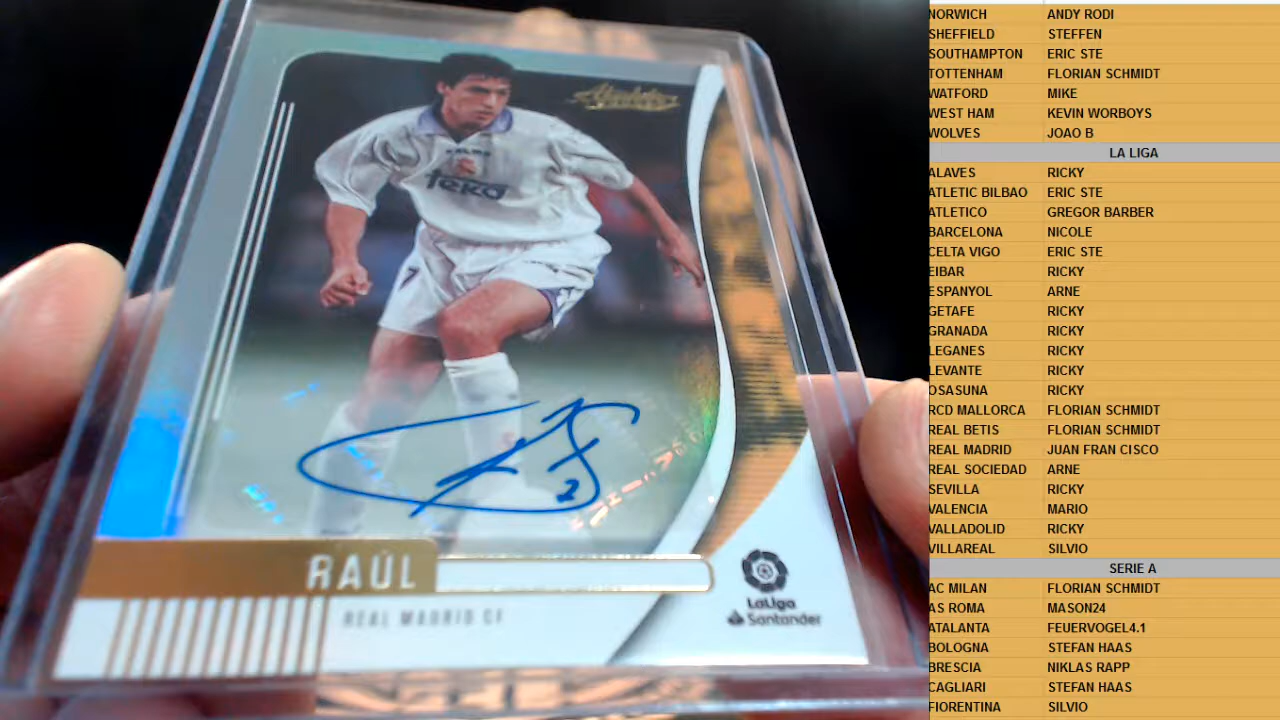 Absolute
KELME
Teka
7
RAÚL
REAL MADRID CF
LaLiga
Santander
NORWICH ANDY RODI
SHEFFIELD STEFFEN
SOUTHAMPTON ERIC STE
TOTTENHAM FLORIAN SCHMIDT
WATFORD MIKE
WEST HAM KEVIN WORBOYS
WOLVES JOAO B
LA LIGA
ALAVES RICKY
ATLETIC BILBAO ERIC STE
ATLETICO GREGOR BARBER
BARCELONA NICOLE
CELTA VIGO ERIC STE
EIBAR RICKY
ESPANYOL ARNE
GETAFE RICKY
GRANADA RICKY
LEGANES RICKY
LEVANTE RICKY
OSASUNA RICKY
RCD MALLORCA FLORIAN SCHMIDT
REAL BETIS FLORIAN SCHMIDT
REAL MADRID JUAN FRAN CISCO
REAL SOCIEDAD ARNE
SEVILLA RICKY
VALENCIA MARIO
VALLADOLID RICKY
VILLAREAL SILVIO
SERIE A
AC MILAN FLORIAN SCHMIDT
AS ROMA MASON24
ATALANTA FEUERVOGEL4.1
BOLOGNA STEFAN HAAS
BRESCIA NIKLAS RAPP
CAGLIARI STEFAN HAAS
FIORENTINA SILVIO